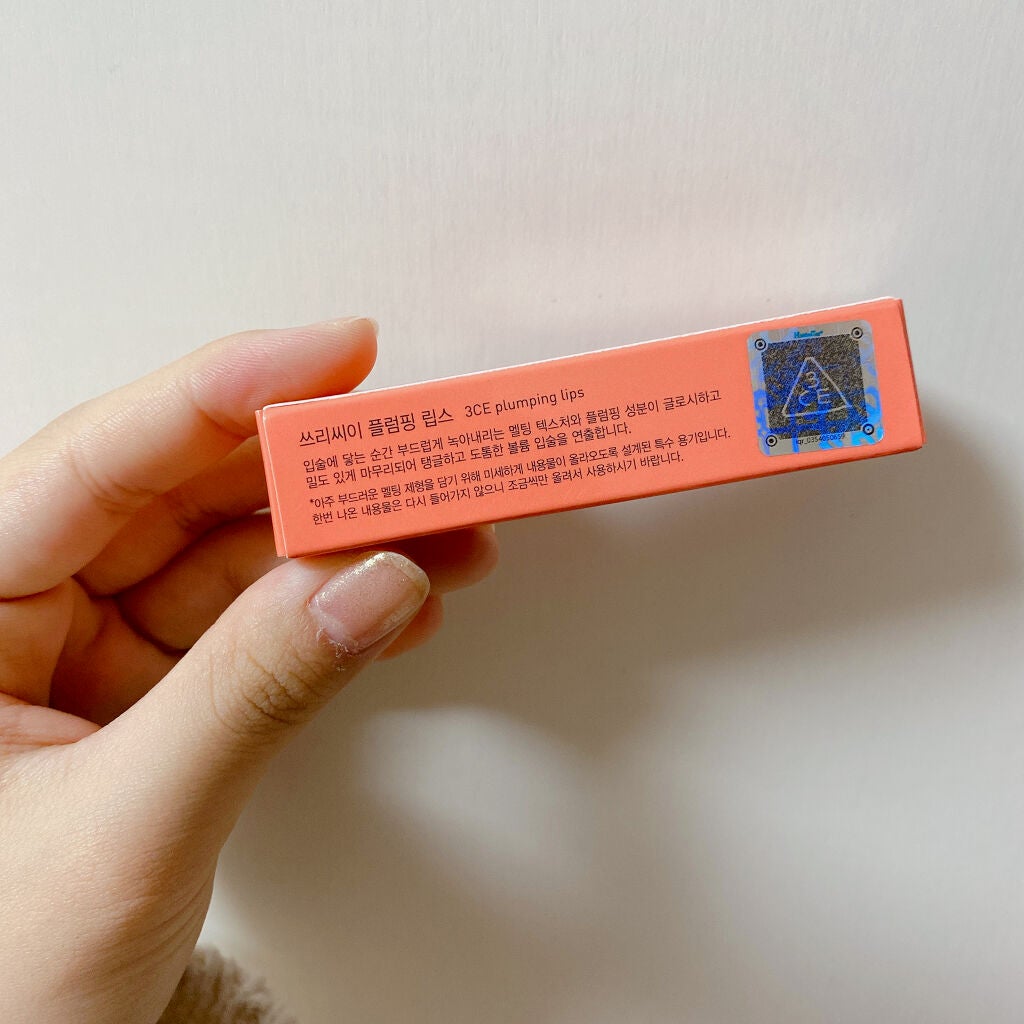 쓰리씨이 플럼핑 립스 3CE plumping lips
입술에 닿는 순간 부드럽게 녹아내리는 멜팅 텍스처와 플럼핑 성분이 글로시하고
밀도 있게 마무리되어 탱글하고 도톰한 볼륨 입술을 연출합니다.
*아주 부드러운 멜팅 제형을 담기 위해 미세하게 내용물이 올라오도록 설계된 특수 용기입니다.
한번 나온 내용물은 다시 들어가지 않으니 조금씩만 올려서 사용하시기 바랍니다.
3
CE